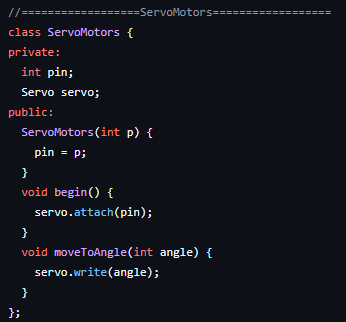 //==================ServoMotors==================
class ServoMotors {
private:
  int pin;
  Servo servo;
public:
  ServoMotors(int p) {
    pin = p;
  }
  void begin() {
    servo.attach(pin);
  }
  void moveToAngle(int angle) {
    servo.write(angle);
  }
};